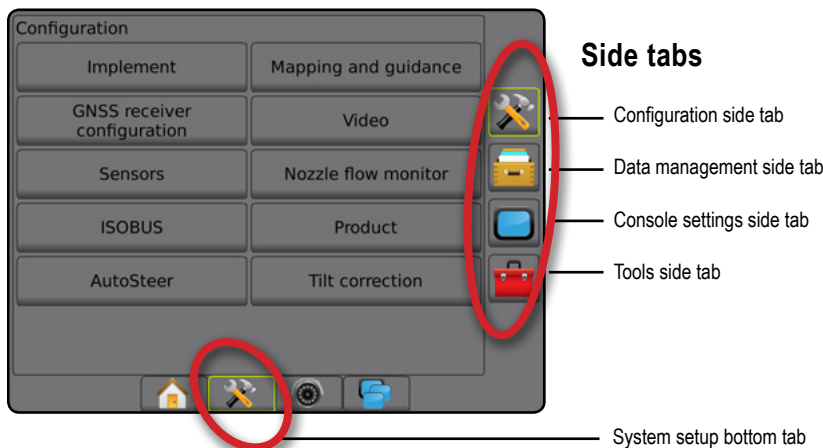 Configuration
Implement
Mapping and guidance
GNSS receiver
configuration
Video
Sensors
Nozzle flow monitor
ISOBUS
Product
AutoSteer
Tilt correction
Side tabs
Configuration side tab
Data management side tab
Console settings side tab
Tools side tab
System setup bottom tab